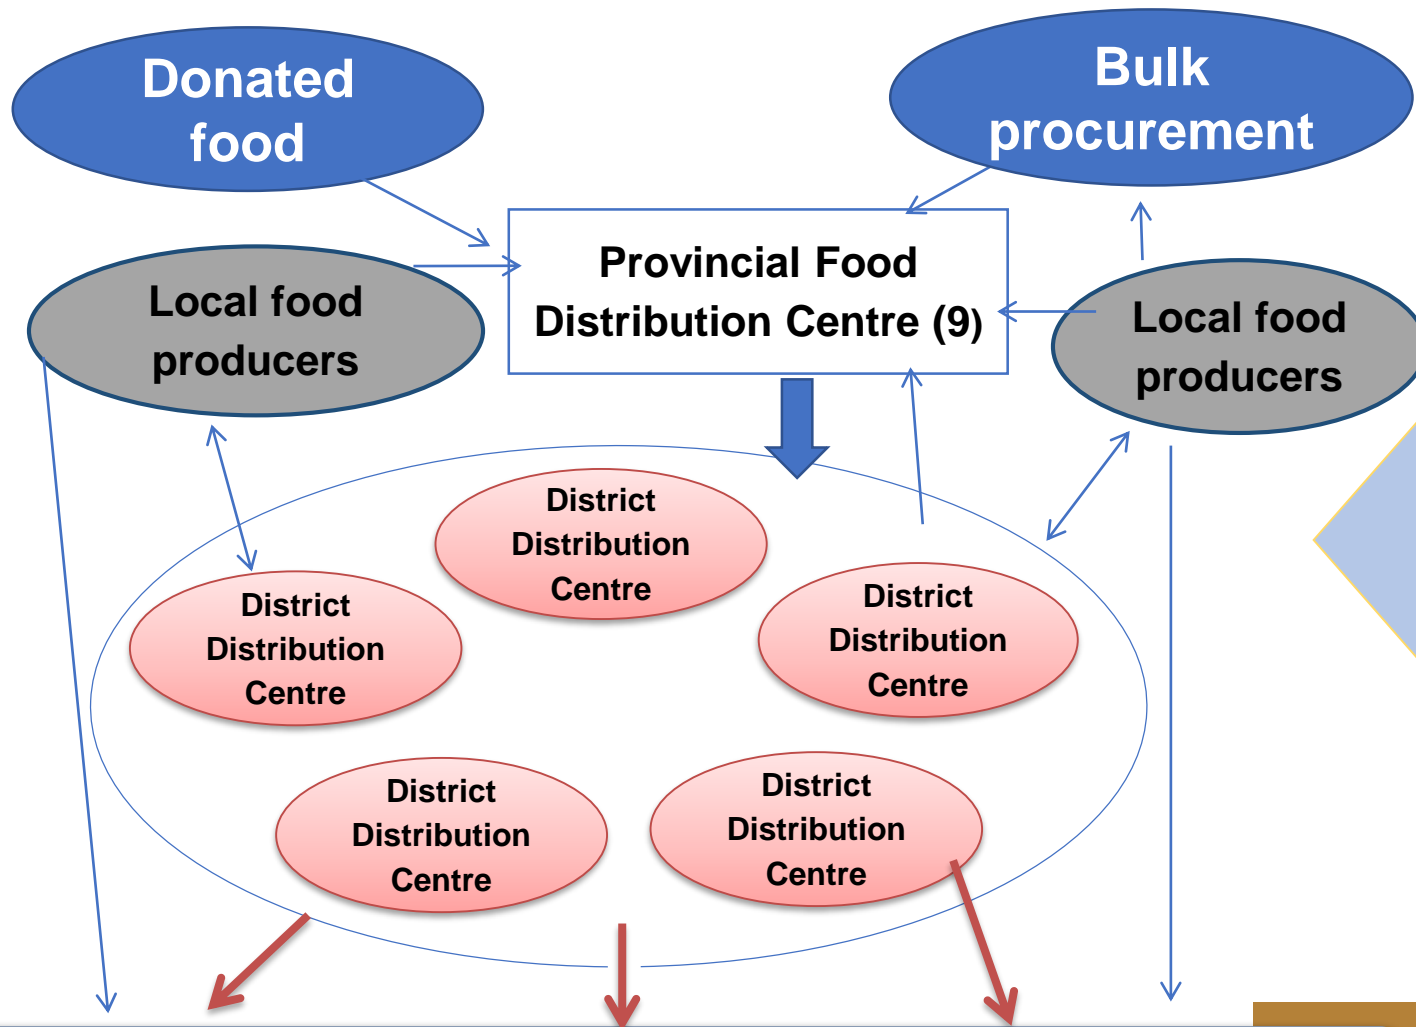 Donated
food
Bulk
procurement
Provincial Food
Distribution Centre (9)
Local food
producers
Local food
producers
District
Distribution
Centre
District
Distribution
Centre
District
Distribution
Centre
District
Distribution
Centre
District
Distribution
Centre